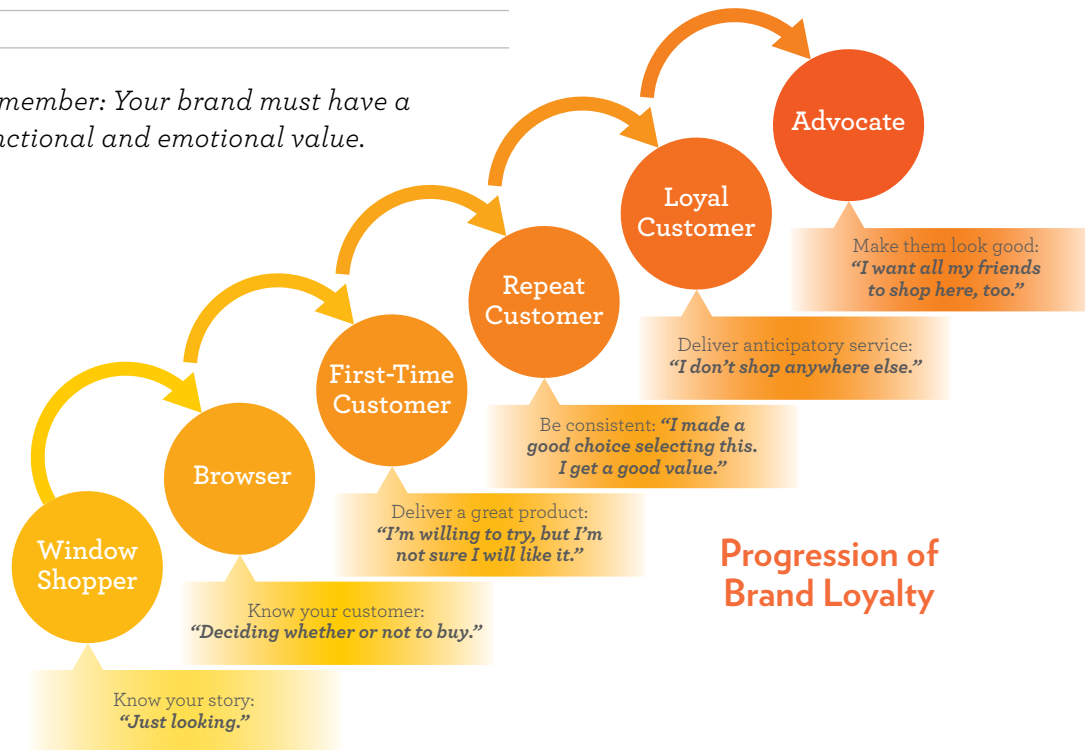 member: Your brand must have a
nctional and emotional value.
Advocate
Make them look good:
“I want all my friends
to shop here, too.”
Loyal
Customer
Deliver anticipatory service:
“I don’t shop anywhere else.”
Repeat
Customer
Be consistent: “I made a
good choice selecting this.
I get a good value.”
First-Time
Customer
Deliver a great product:
“I’m willing to try, but I’m
not sure I will like it.”
Browser
Know your customer:
“Deciding whether or not to buy.”
Window
Shopper
Know your story:
“Just looking.”
Progression of
Brand Loyalty